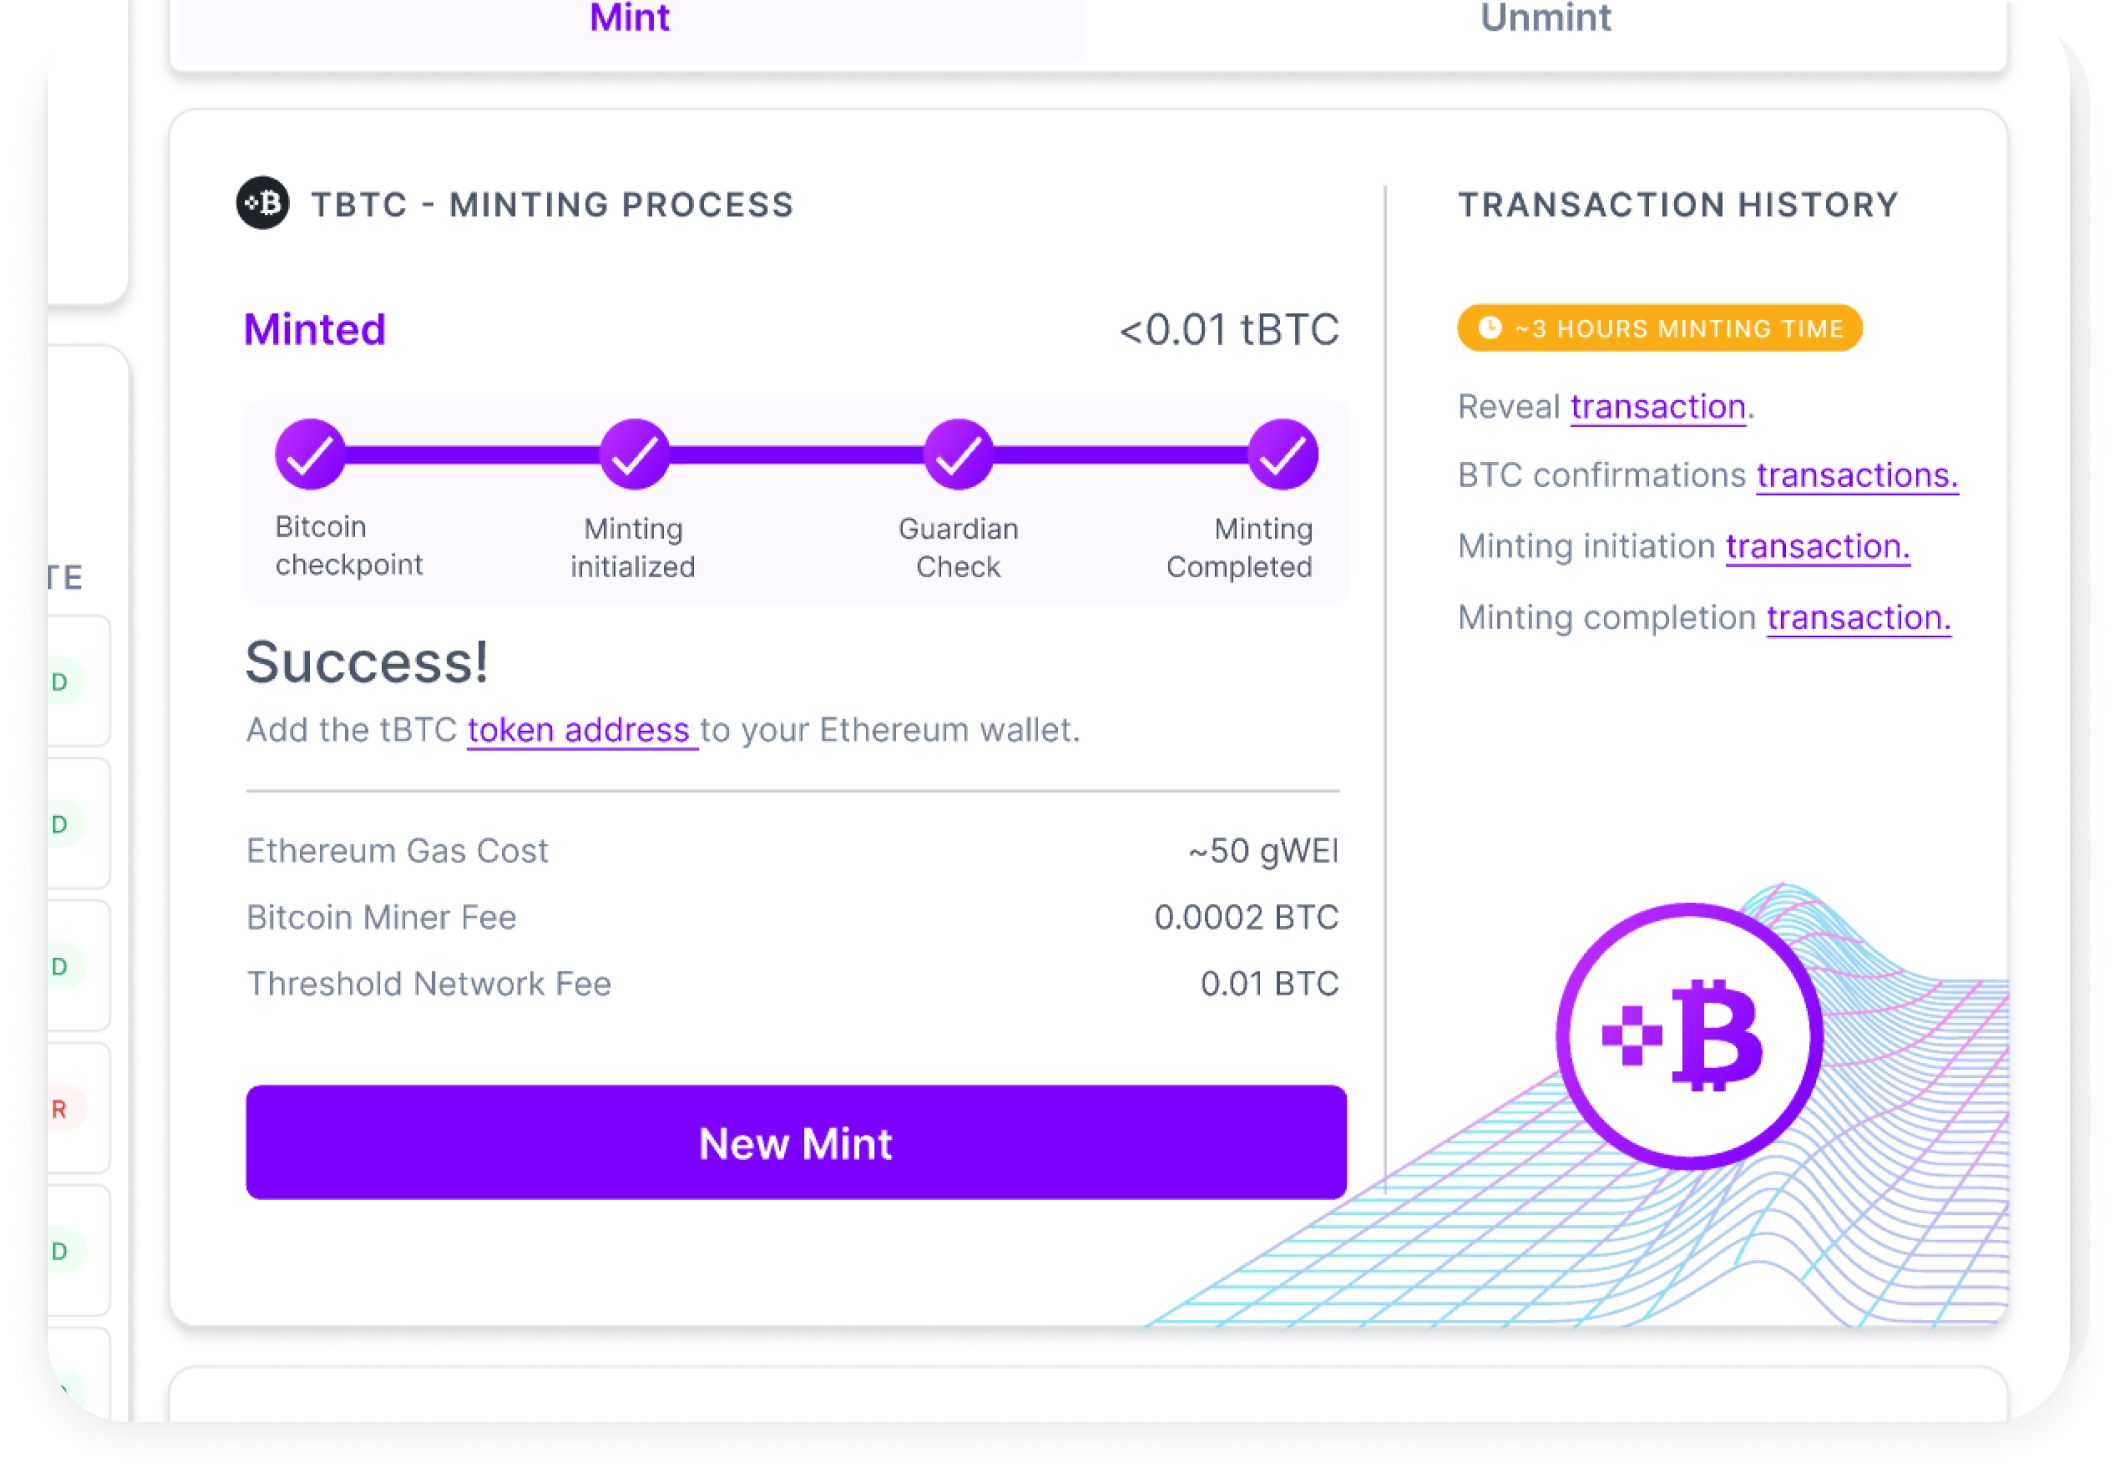 Mint
Unmint
TBTC - MINTING PROCESS
Minted
<0.01 tBTC
Bitcoin
checkpoint
Minting
initialized
Guardian
Check
Minting
Completed
Success!
Add the tBTC token address to your Ethereum wallet.
Ethereum Gas Cost
~50 gWEI
Bitcoin Miner Fee
0.0002 BTC
Threshold Network Fee
0.01 BTC
New Mint
TRANSACTION HISTORY
~3 HOURS MINTING TIME
Reveal transaction.
BTC confirmations transactions.
Minting initiation transaction.
Minting completion transaction.
TE
D
D
D
R
D